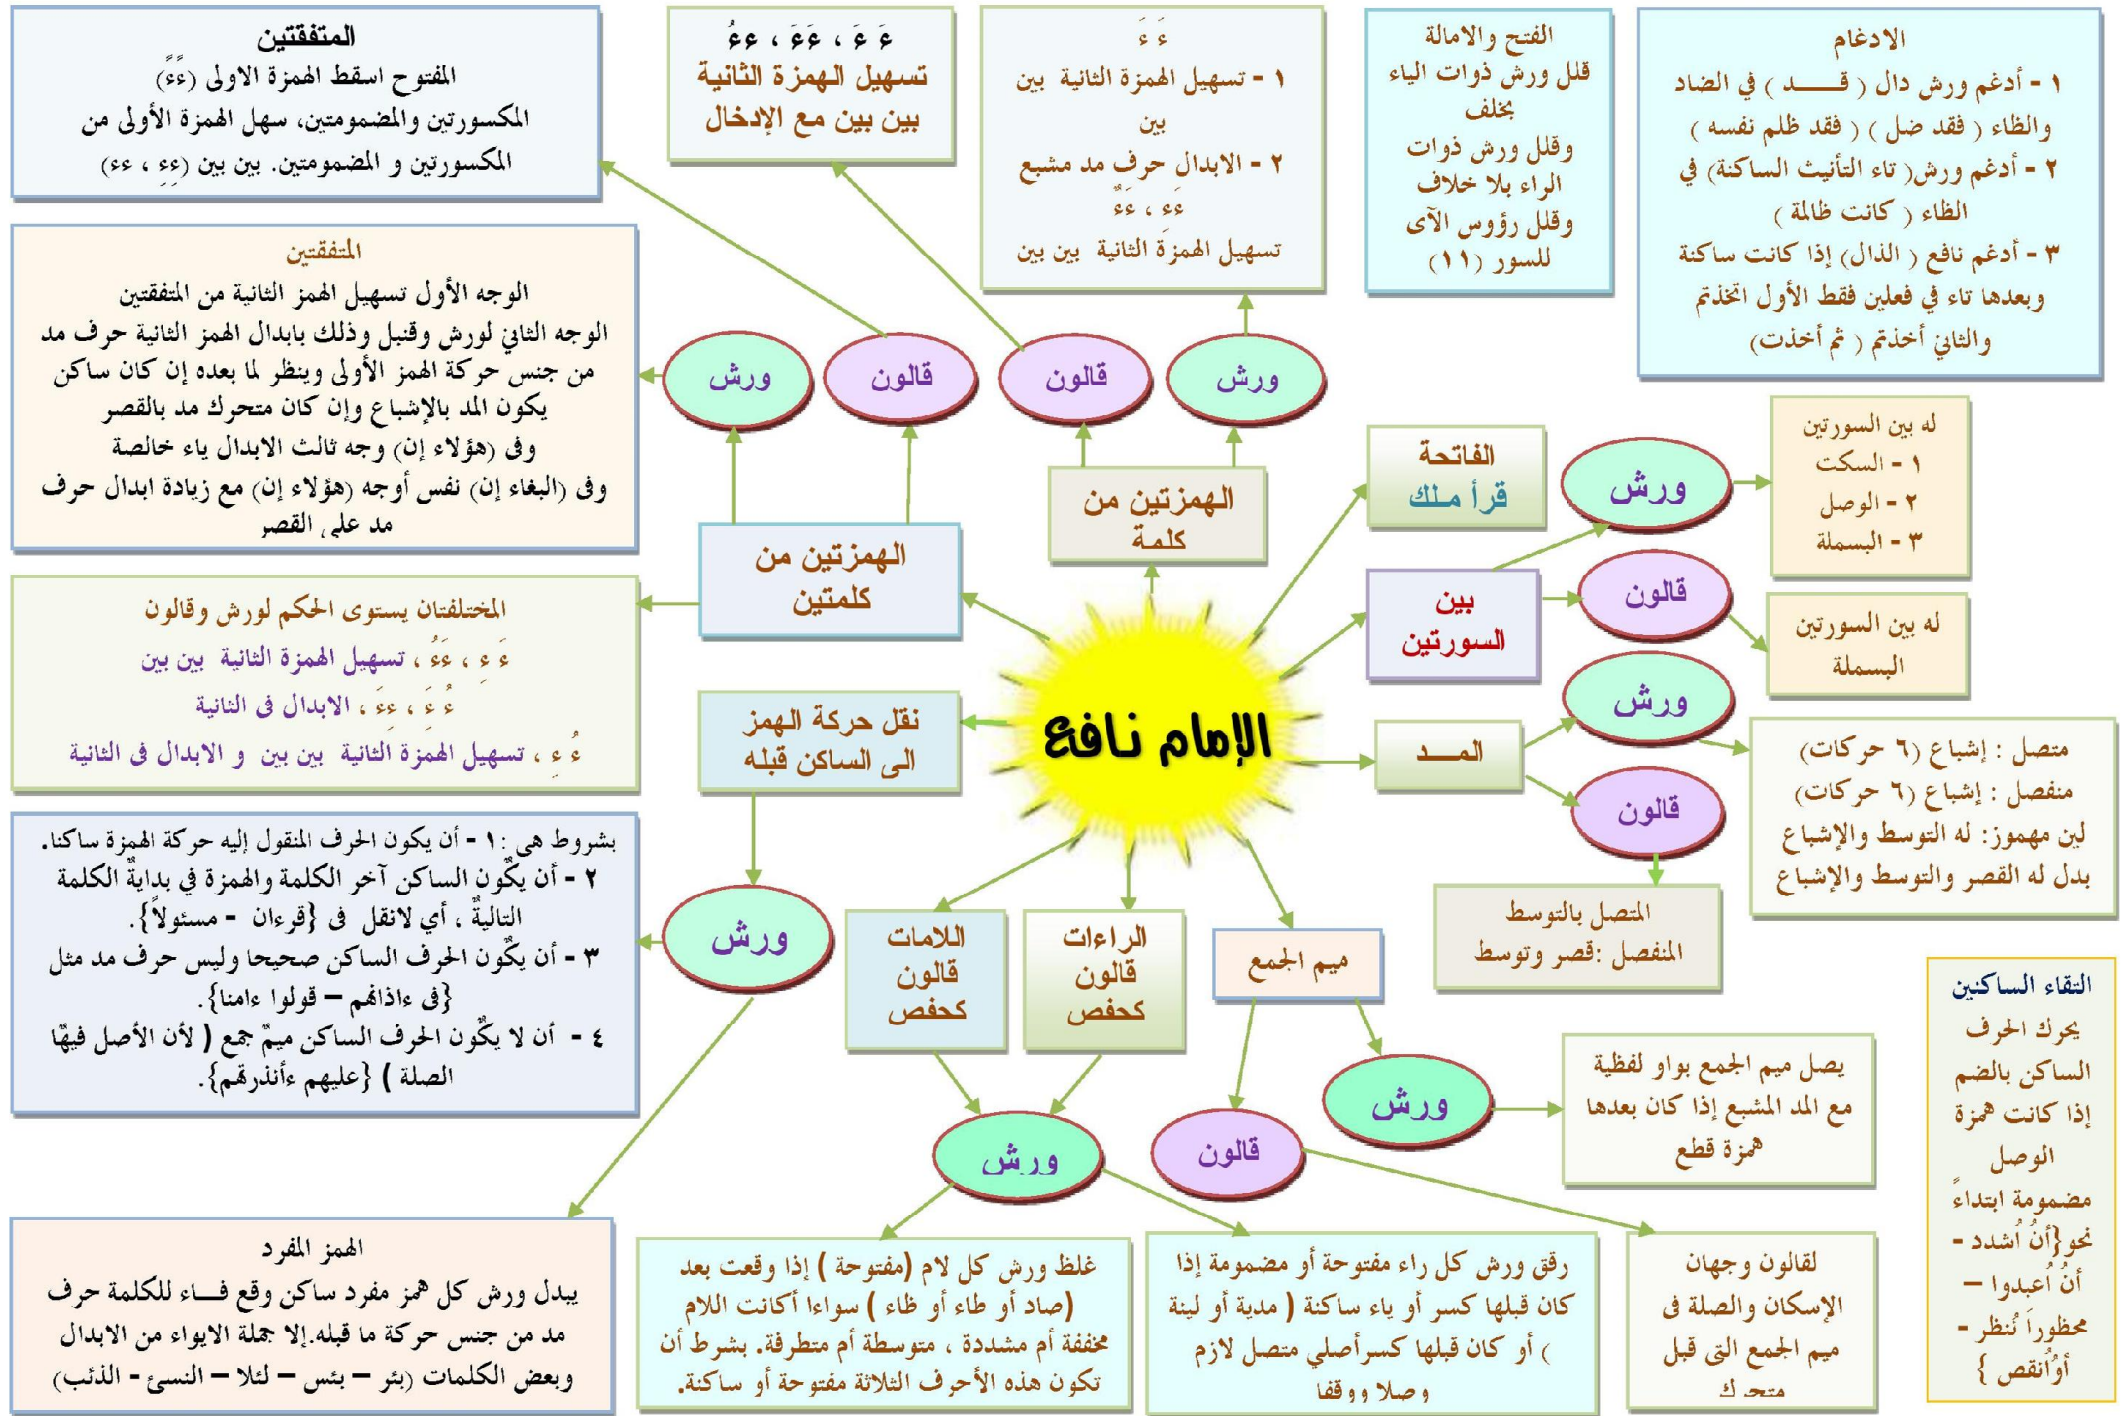 الادغام
١ - أدغم ورش دال ( قــــد ) في الضاد
والظاء ( فقد ضل ) ( فقد ظلم نفسه )
٢ - أدغم ورش( تاء التأنيث الساكنة) في
الظاء ( كانت ظالمة )
٣ - أدغم نافع ( الذال) إذا كانت ساكنة
وبعدها تاء في فعلين فقط الأول اتخذتم
والثاني أخذتم ( ثم أخذت)
الفتح والامالة
قلل ورش ذوات الياء
بخلف
وقلل ورش ذوات
الراء بلا خلاف
وقلل رؤوس الآى
للسور (١١)
ءَ ءَ
١ - تسهيل الهمزة الثانية بين
بين
٢ - الابدال حرف مد مشبع
ءَءِ ، ءَءُ
تسهيل الهمزة الثانية بين بين
ءَ ءَ ، ءَءِ ، ءَءُ
تسهيل الهمزة الثانية
بين بين مع الإدخال
المتفقتين
المفتوح اسقط الهمزة الاولى (ءَءَ)
المكسورتين والمضمومتين، سهل الهمزة الأولى من
المكسورتين و المضمومتين. بين بين (ءِءِ ، ءُءُ)
المتفقتين
الوجه الأول تسهيل الهمز الثانية من المتفقتين
الوجه الثاني لورش وقنبل وذلك بابدال الهمز الثانية حرف مد
من جنس حركة الهمز الأولى وينظر لما بعده إن كان ساكن
يكون المد بالإشباع وإن كان متحرك مد بالقصر
وفى (هؤلاء إن) وجه ثالث الابدال ياء خالصة
وفى (البغاء إن) نفس أوجه (هؤلاء إن) مع زيادة ابدال حرف
مد على القصر
ورش
قالون
قالون
ورش
الهمزتين من
كلمة
الهمزتين من
كلمتين
المختلفتان يستوى الحكم لورش وقالون
ءَ ءِ ، ءَءُ ، تسهيل الهمزة الثانية بين بين
ءُ ءَ ، ءِءَ ، الابدال فى الثانية
ءُ ءِ ، تسهيل الهمزة الثانية بين بين و الابدال فى الثانية
الفاتحة
قرأ ملك
بين
السورتين
ورش
له بين السورتين
١ - السكت
٢ - الوصل
٣ - البسملة
قالون
له بين السورتين
البسملة
الإمام نافع
المــــد
ورش
متصل : إشباع (٦ حركات)
منفصل : إشباع (٦ حركات)
لين مهموز: له التوسط والإشباع
بدل له القصر والتوسط والإشباع
قالون
المتصل بالتوسط
المنفصل :قصر وتوسط
نقل حركة الهمز
الى الساكن قبله
ورش
بشروط هى :١ - أن يكون الحرف المنقول إليه حركة الهمزة ساكنا.
٢ - أن يكون الساكن آخر الكلمة والهمزة في بداية الكلمة
التالية ، أي لانقل فى {قرءان - مسئولاً}.
٣ - أن يكون الحرف الساكن صحيحا وليس حرف مد مثل
{فى ءاذانهم – قولوا ءامنا}.
٤ - أن لا يكون الحرف الساكن ميم جمع ( لأن الأصل فيها
الصلة ) {عليهم ءأنذرتهم}.
الهمز المفرد
يبدل ورش كل همز مفرد ساكن وقع فــــاء للكلمة حرف
مد من جنس حركة ما قبله.إلا جملة الايواء من الابدال
وبعض الكلمات (بئر – بئس – لئلا – النسئ - الذئب)
اللامات
قالون
كحفص
الراءات
قالون
كحفص
ورش
غلظ ورش كل لام (مفتوحة ) إذا وقعت بعد
(صاد أو طاء أو ظاء ) سواءا أكانت اللام
مخففة أم مشددة ، متوسطة أم متطرفة. بشرط أن
تكون هذه الأحرف الثلاثة مفتوحة أو ساكنة.
رقق ورش كل راء مفتوحة أو مضمومة إذا
كان قبلها كسر أو ياء ساكنة ( مدية أو لينة
) أو كان قبلها كسرأصلي متصل لازم
وصلا ووقفا
ميم الجمع
ورش
يصل ميم الجمع بواو لفظية
مع المد المشبع إذا كان بعدها
همزة قطع
قالون
لقالون وجهان
الإسكان والصلة فى
ميم الجمع التى قبل
متحرك
التقاء الساكنين
يحرك الحرف
الساكن بالضم
إذا كانت همزة
الوصل
مضمومة ابتداءً
نحو{أنُ اُشدد -
أنُ اُعبدوا –
محظوراً نُنظر -
أوُاُنقص }